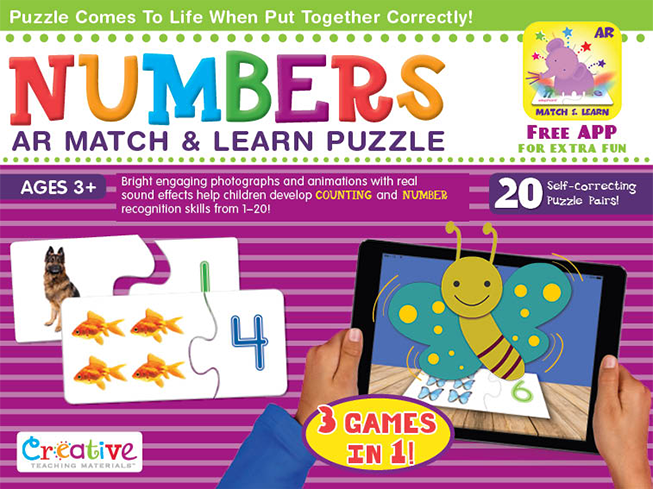 Puzzle Comes To Life When Put Together Correctly!
NUMBERS
AR MATCH & LEARN PUZZLE
AR
MATCH & LEARN
FREE APP
FOR EXTRA FUN
AGES 3+
Bright engaging photographs and animations with real
sound effects help children develop COUNTING and NUMBER
recognition skills from 1–20!
20 Self-Correcting
Puzzle Pairs!
1
4
6
3 GAMES
IN 1!
Creative
TEACHING MATERIALS™